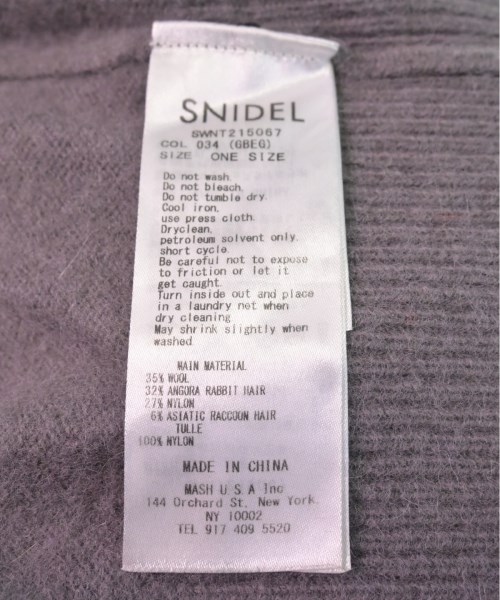 SNIDEL
SWNT215067
COL 034 (GBEG)
SIZE ONE SIZE
Do not wash.
Do not bleach.
Do not tumble dry.
Cool iron,
use press cloth.
Dryclean,
petroleum solvent only.
short cycle.
Be careful not to expose
to friction or let it
get caught.
Turn inside out and place
in a laundry net when
dry cleaning.
May shrink slightly when
washed.
MAIN MATERIAL
35% WOOL
32% ANGORA RABBIT HAIR
27% NYLON
6% ASIATIC RACCOON HAIR
TULLE
100% NYLON
MADE IN CHINA
MASH U S A Inc
144 Orchard St. New York.
NY 10002
TEL 917 409 5520